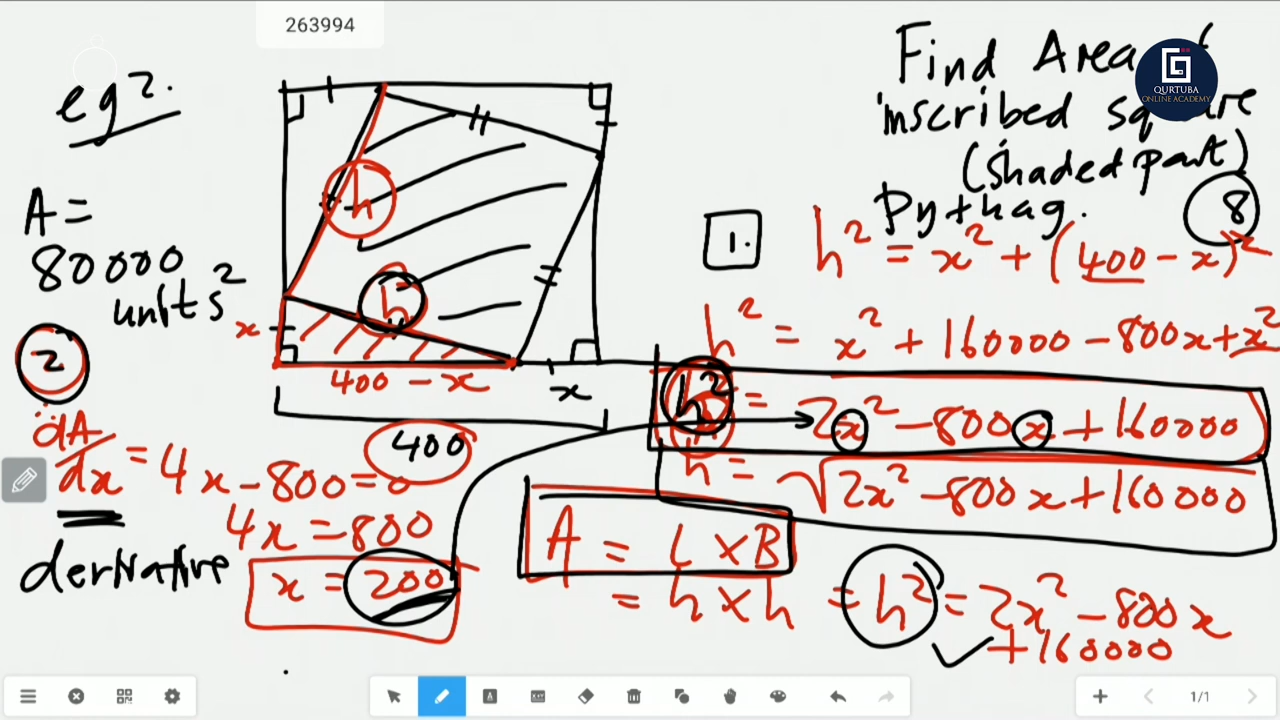 263994
eg 2.
Find Area
inscribed square
(shaded part)
Pythag.
8
QURTUBA
ONLINE ACADEMY
A =
80000
units²
h
h
x
400 - x
x
400
1.
h² = x² + (400 - x)²
h² = x² + 160000 - 800x + x²
h² = 2x² - 800x + 160000
h = √2x² - 800x + 160000
A = L × B
= h × h = h² = 2x² - 800x
+ 160000
2
dA/dx = 4x - 800 = 0
4x = 800
x = 200
derivative
1/1